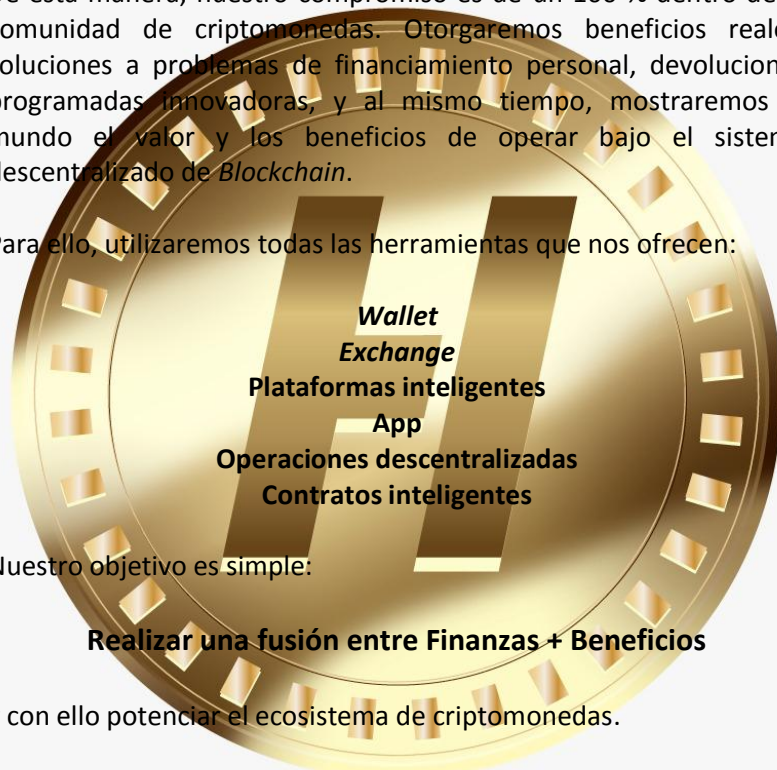 De esta manera, nuestro compromiso es de un 100 % dentro de
comunidad de criptomonedas. Otorgaremos beneficios reale
soluciones a problemas de financiamiento personal, devolucion
programadas innovadoras, y al mismo tiempo, mostraremos
mundo el valor y los beneficios de operar bajo el sistem
descentralizado de Blockchain.
Para ello, utilizaremos todas las herramientas que nos ofrecen:
Wallet
Exchange
Plataformas inteligentes
App
Operaciones descentralizadas
Contratos inteligentes
Nuestro objetivo es simple:
Realizar una fusión entre Finanzas + Beneficios
con ello potenciar el ecosistema de criptomonedas.